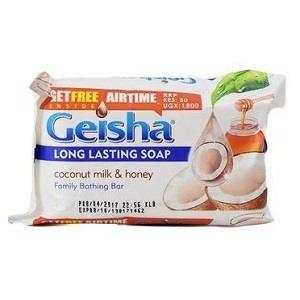 GET FREE AIRTIME
INSIDE
RRP
KES: 50
UGX: 1,800
Geisha®
LONG LASTING SOAP
coconut milk & honey
Family Bathing Bar